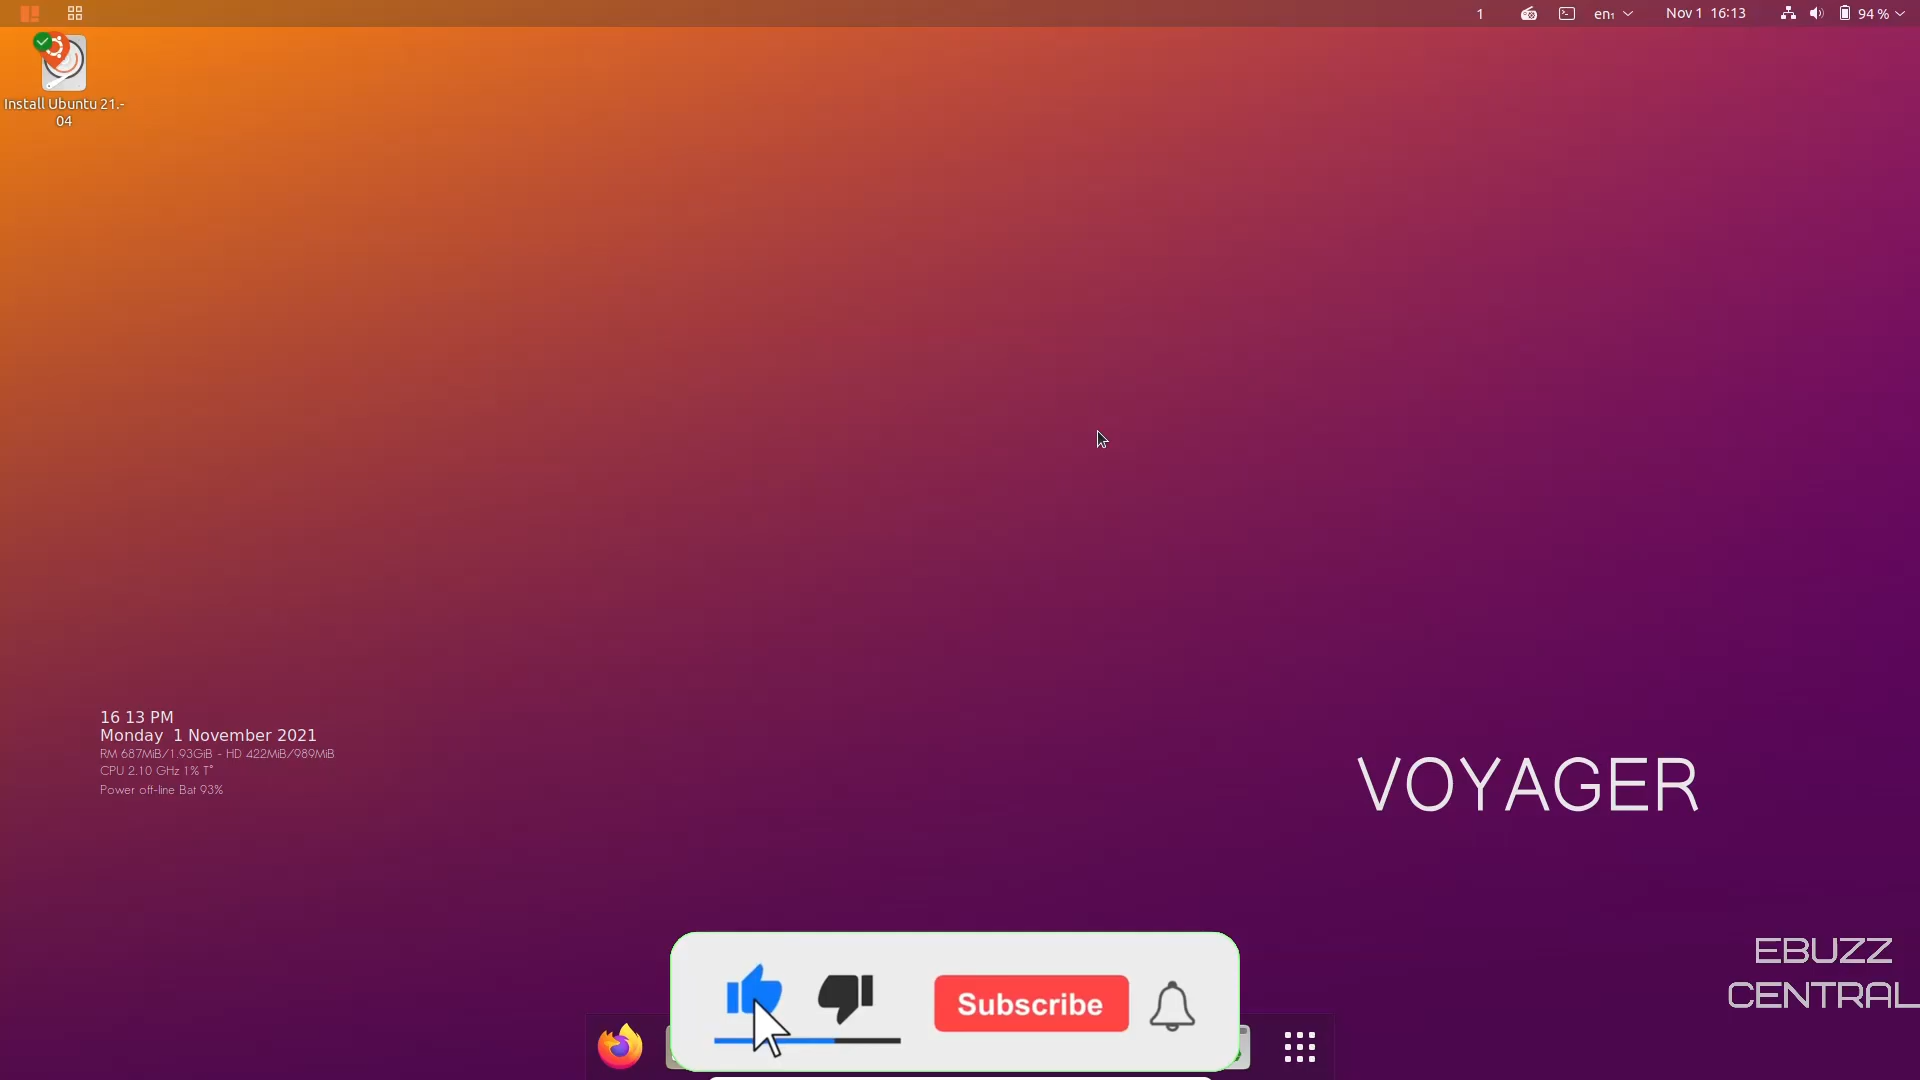 1
en₁
Nov 1 16:13
94 %
Install Ubuntu 21.-
04
16 13 PM
Monday 1 November 2021
RM 687MiB/1.93GiB - HD 422MiB/989MiB
CPU 2.10 GHz 1% T°
Power off-line Bat 93%
VOYAGER
EBUZZ
CENTRAL
Subscribe